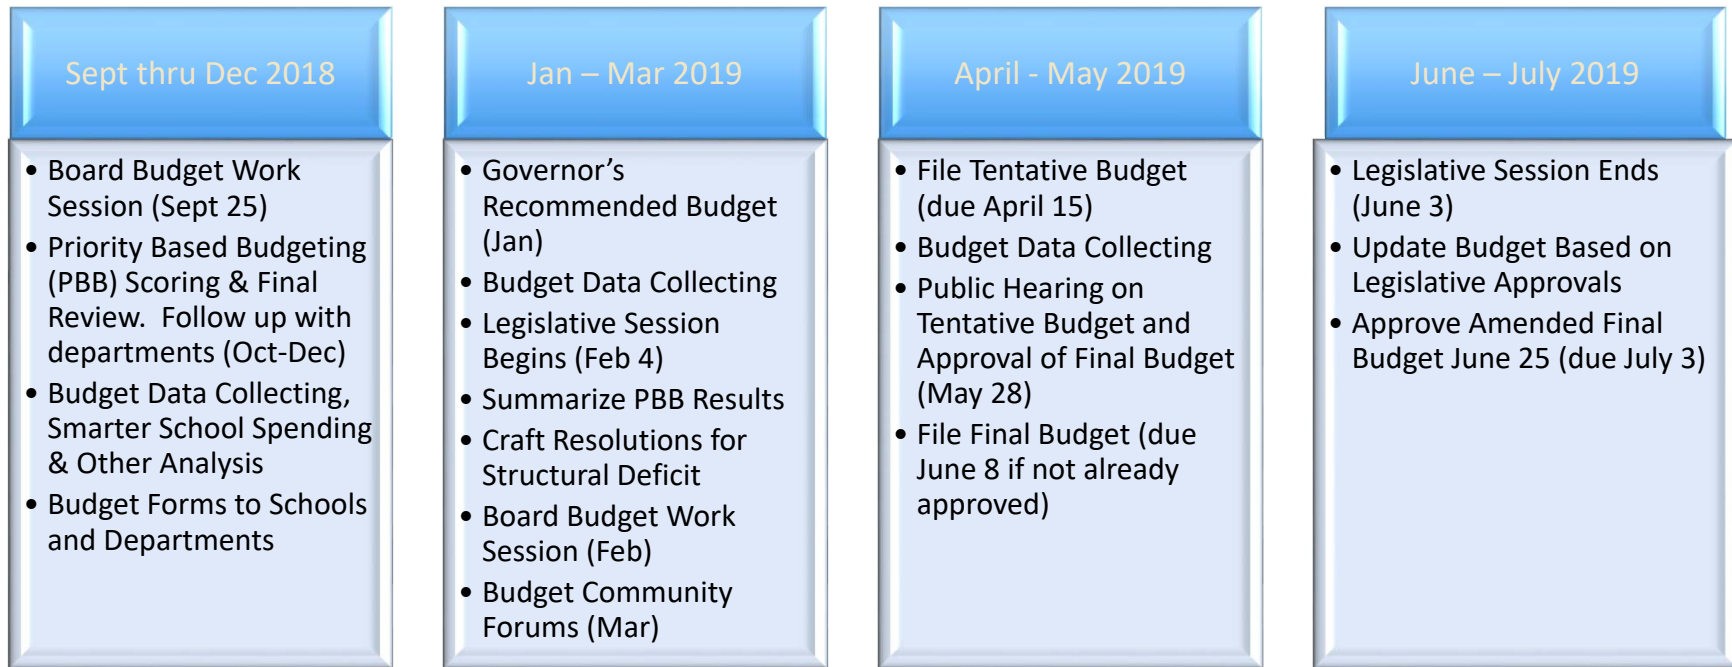 Sept thru Dec 2018
• Board Budget Work
Session (Sept 25)
• Priority Based Budgeting
(PBB) Scoring & Final
Review.  Follow up with
departments (Oct-Dec)
• Budget Data Collecting,
Smarter School Spending
& Other Analysis
• Budget Forms to Schools
and Departments
Jan – Mar 2019
• Governor’s
Recommended Budget
(Jan)
• Budget Data Collecting
• Legislative Session
Begins (Feb 4)
• Summarize PBB Results
• Craft Resolutions for
Structural Deficit
• Board Budget Work
Session (Feb)
• Budget Community
Forums (Mar)
April - May 2019
• File Tentative Budget
(due April 15)
• Budget Data Collecting
• Public Hearing on
Tentative Budget and
Approval of Final Budget
(May 28)
• File Final Budget (due
June 8 if not already
approved)
June – July 2019
• Legislative Session Ends
(June 3)
• Update Budget Based on
Legislative Approvals
• Approve Amended Final
Budget June 25 (due July 3)